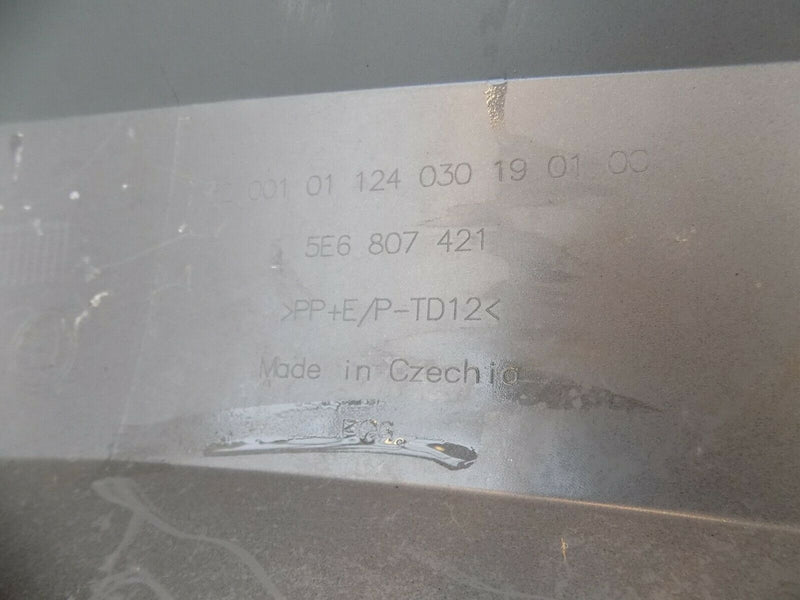 001 01 124 030 19 01 00
5E6 807 421
>PP+E/P-TD12<
Made in Czechia